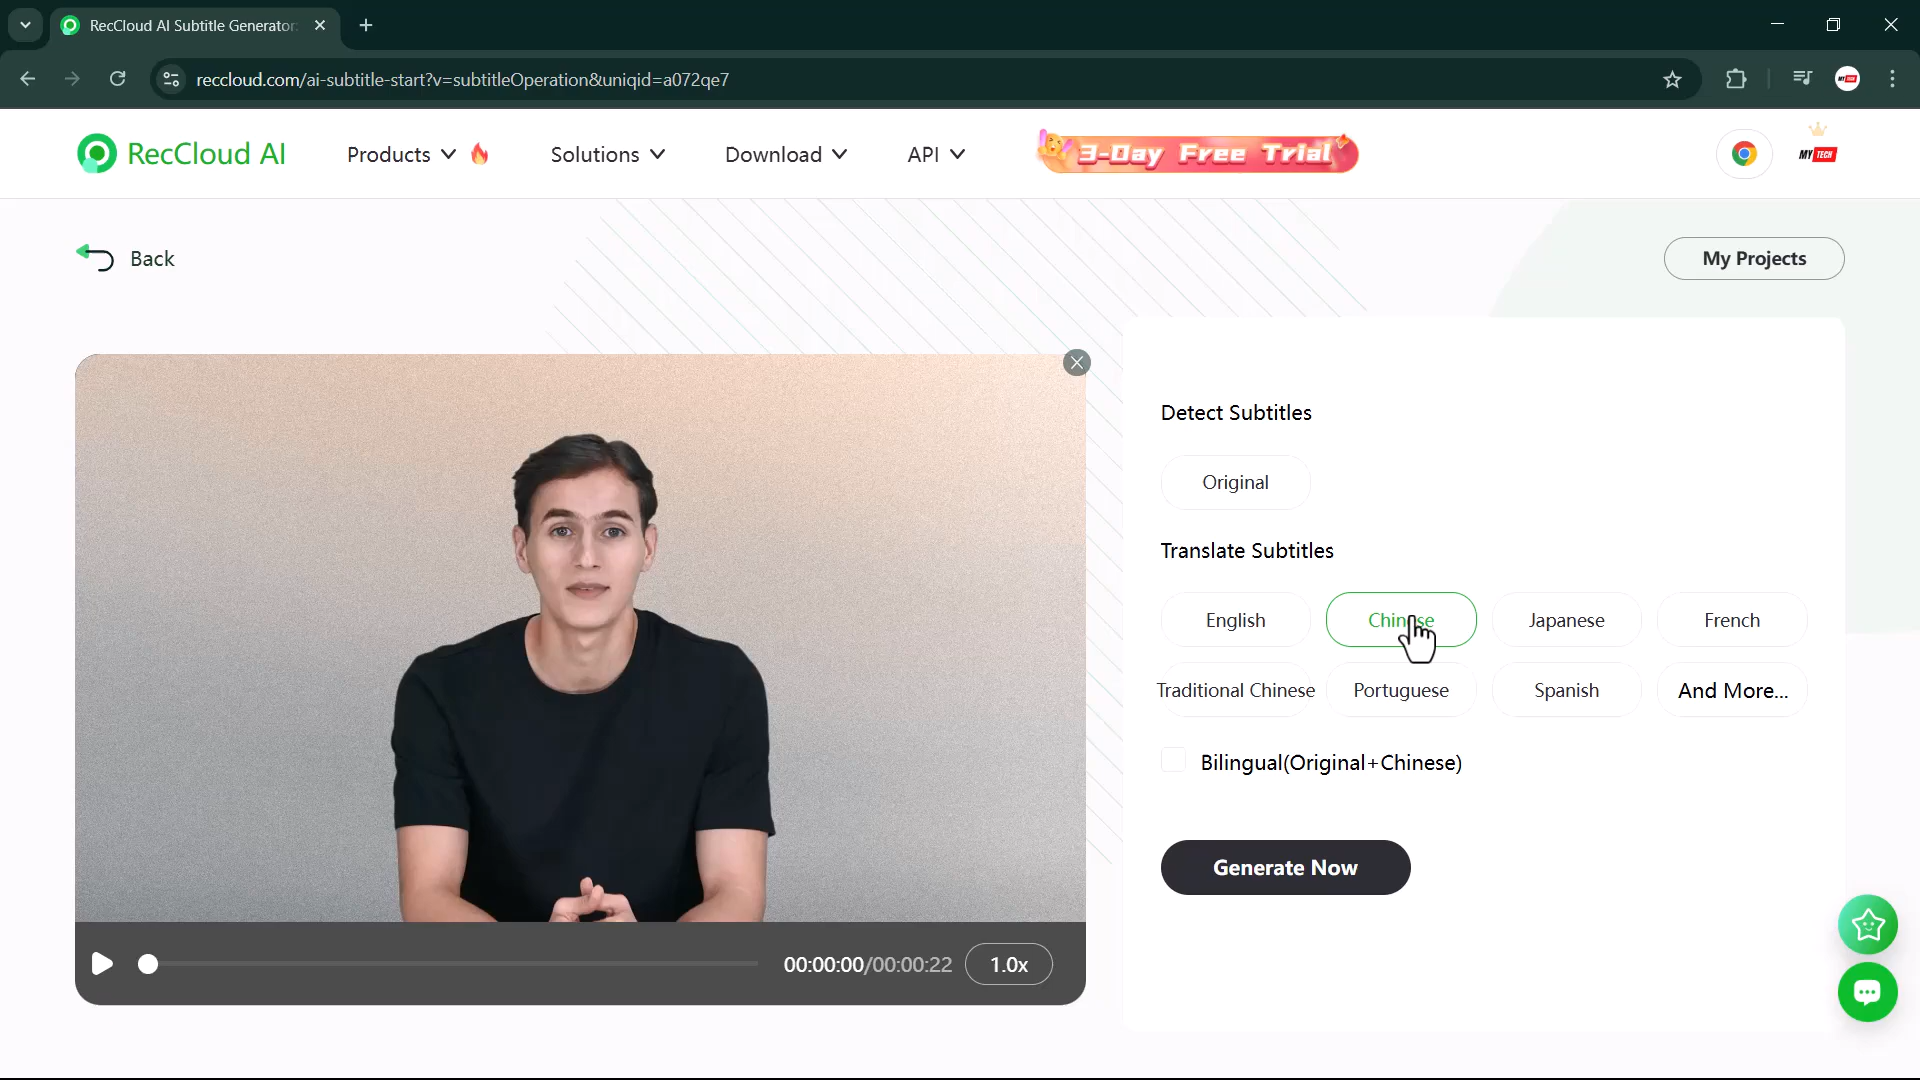 RecCloud AI Subtitle Generator:
reccloud.com/ai-subtitle-start?v=subtitleOperation&uniqid=a072qe7
RecCloud AI
Products
Solutions
Download
API
3-Day Free Trial
MY TECH
Back
My Projects
Detect Subtitles
Original
Translate Subtitles
English
Chinese
Japanese
French
Traditional Chinese
Portuguese
Spanish
And More...
Bilingual(Original+Chinese)
Generate Now
00:00:00/00:00:22
1.0x